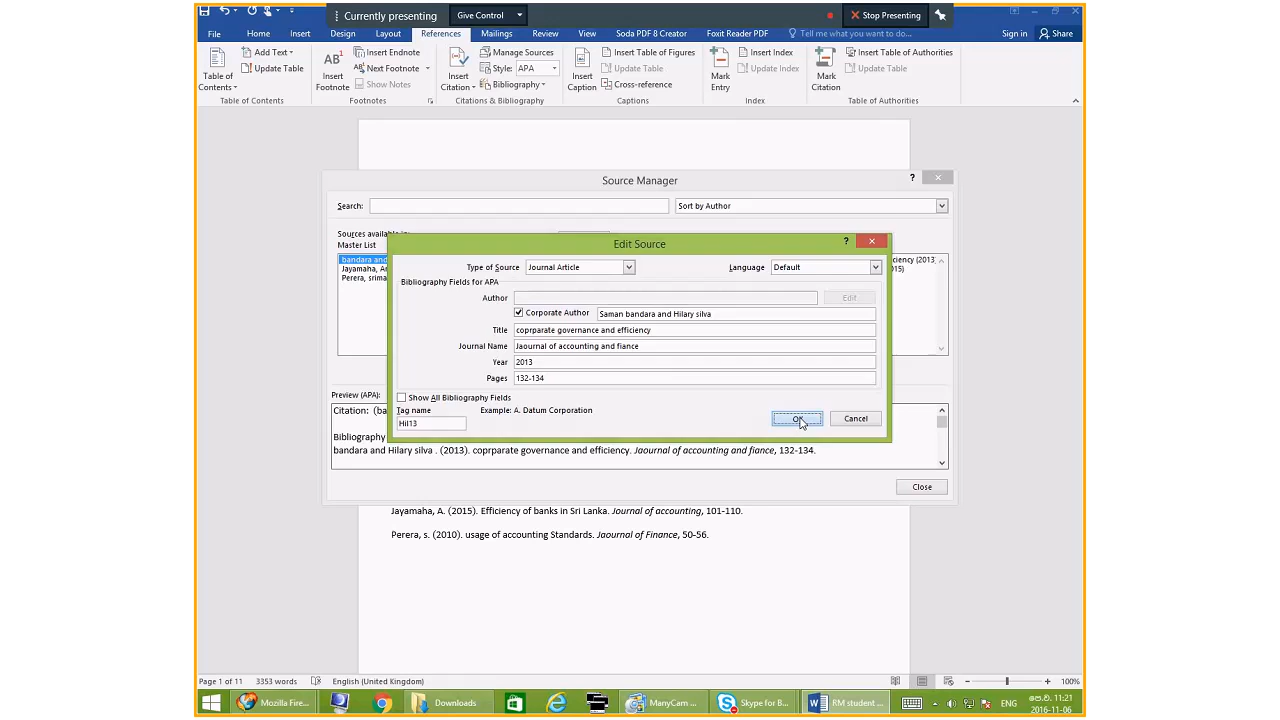 Currently presenting Give Control Stop Presenting
File Home Insert Design Layout References Mailings Review View Soda PDF 8 Creator Foxit Reader PDF Tell me what you want to do... Sign in Share
Table of Contents Add Text Update Table
Insert Footnote Insert Endnote Next Footnote Show Notes
Insert Citation Manage Sources Style: APA Bibliography
Insert Caption Insert Table of Figures Update Table Cross-reference
Mark Entry Insert Index Update Index
Mark Citation Insert Table of Authorities Update Table
Table of Contents Footnotes Citations & Bibliography Captions Index Table of Authorities
Source Manager
Search: Sort by Author
Sources available in:
Master List
bandara and
Jayamaha, A
Perera, srima
ciency (2013
015)
Edit Source
Type of Source Journal Article Language Default
Bibliography Fields for APA
Author Edit
Corporate Author Saman bandara and Hilary silva
Title coprparate governance and efficiency
Journal Name Jaournal of accounting and fiance
Year 2013
Pages 132-134
Show All Bibliography Fields
Tag name Example: A. Datum Corporation
Hil13
OK Cancel
Preview (APA):
Citation: (ba
Bibliography
bandara and Hilary silva . (2013). coprparate governance and efficiency. Jaournal of accounting and fiance, 132-134.
Close
Jayamaha, A. (2015). Efficiency of banks in Sri Lanka. Journal of accounting, 101-110.
Perera, s. (2010). usage of accounting Standards. Jaournal of Finance, 50-56.
Page 1 of 11 3353 words English (United Kingdom) 100%
Mozilla Fire... Downloads ManyCam ... Skype for B... RM student ... ENG
පෙ.ව. 11:21
2016-11-06